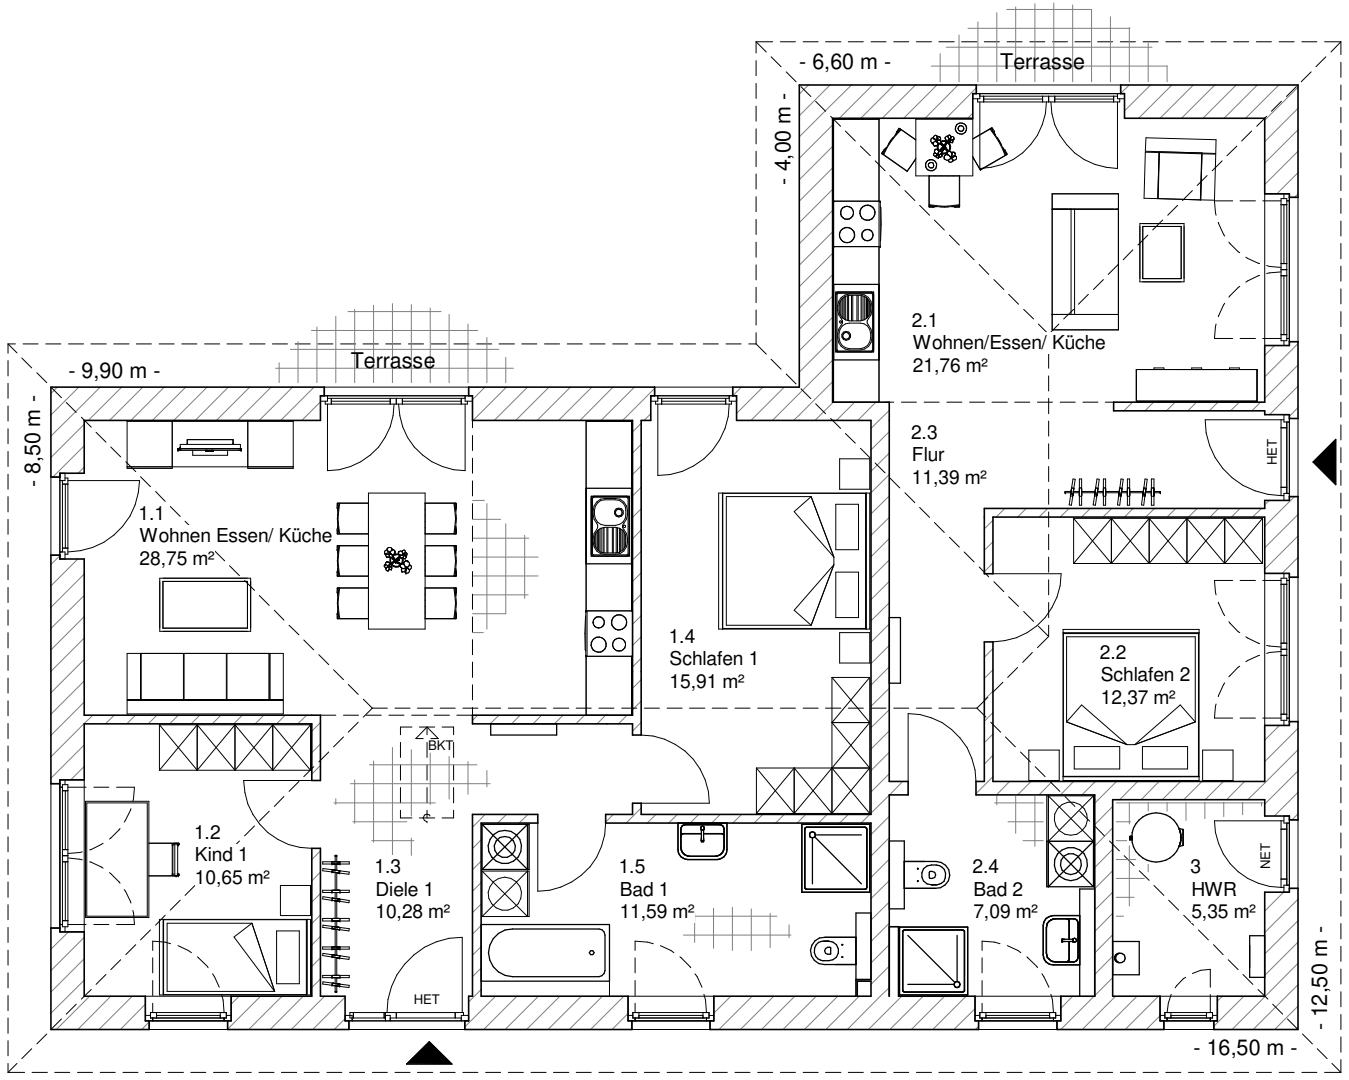 - 6,60 m -
Terrasse
- 4,00 m -
2.1
Wohnen/Essen/ Küche
21,76 m²
Terrasse
- 9,90 m -
- 8,50 m -
2.3
Flur
11,39 m²
HET
1.1
Wohnen Essen/ Küche
28,75 m²
1.4
Schlafen 1
15,91 m²
2.2
Schlafen 2
12,37 m²
BKT
1.2
Kind 1
10,65 m²
1.3
Diele 1
10,28 m²
1.5
Bad 1
11,59 m²
2.4
Bad 2
7,09 m²
3
HWR
5,35 m²
NET
HET
- 12,50 m -
- 16,50 m -